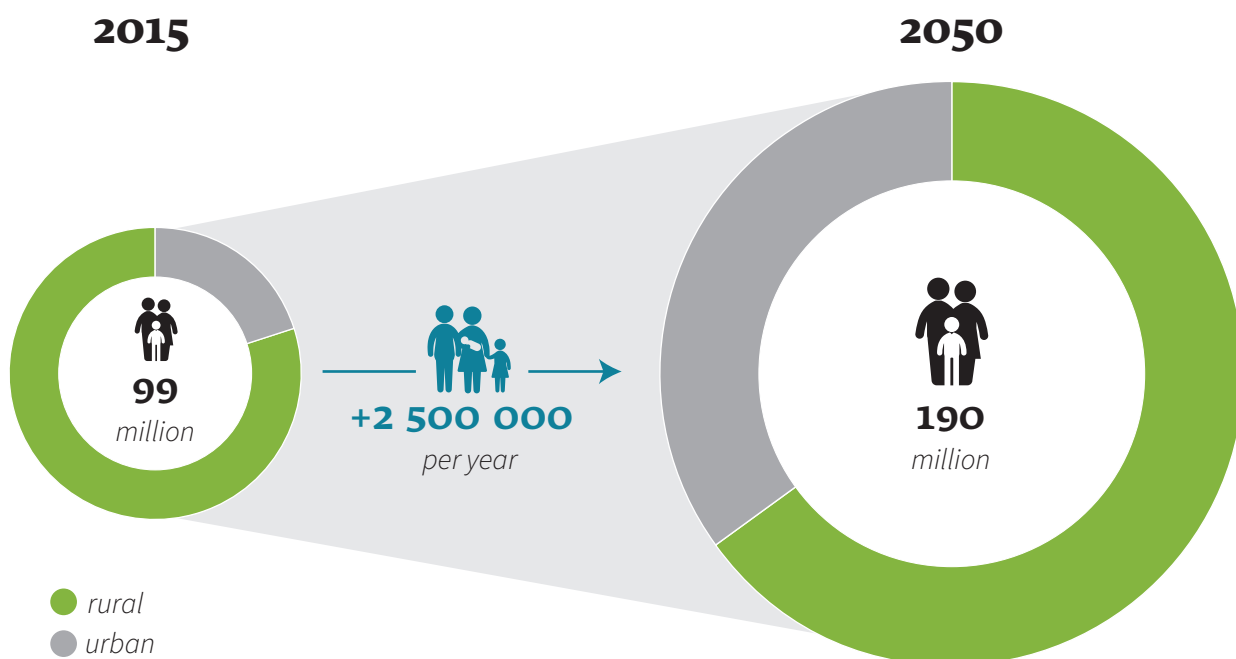 2015
2050
99
million
+2 500 000
per year
190
million
rural
urban